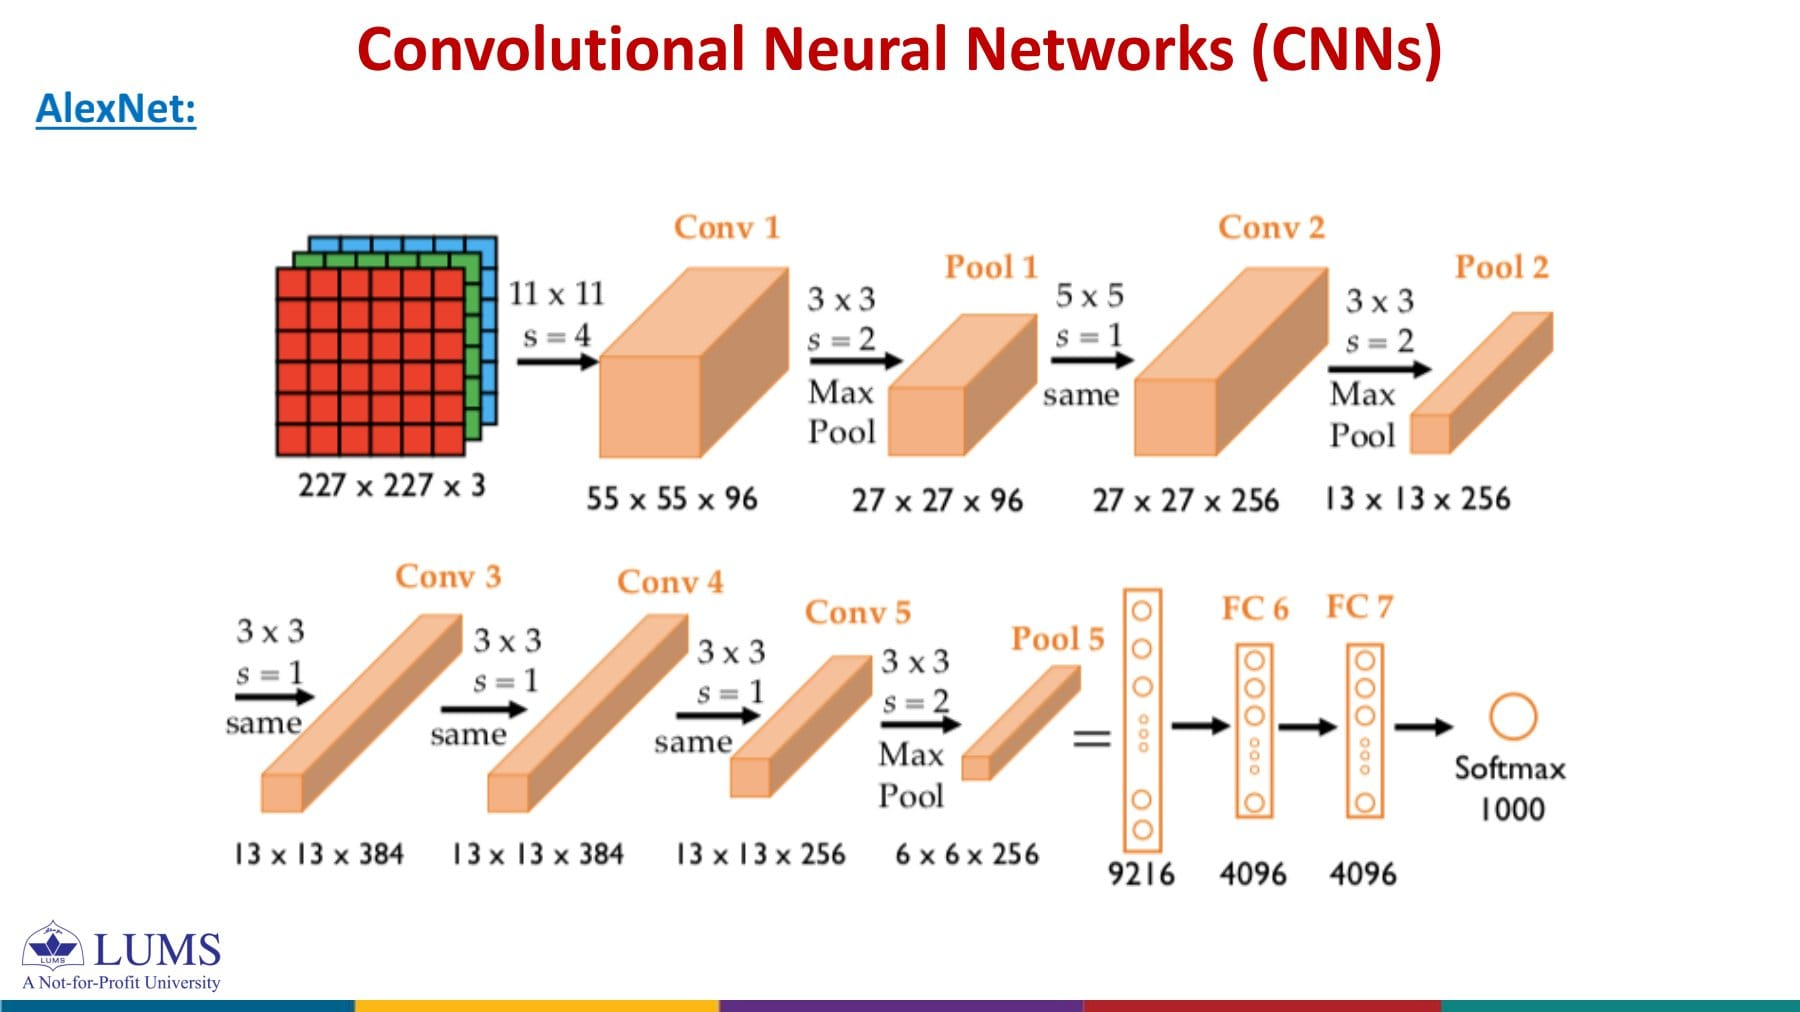 Convolutional Neural Networks (CNNs)
AlexNet:
227 x 227 x 3
11 x 11
s = 4
Conv 1
55 x 55 x 96
3 x 3
s = 2
Max
Pool
Pool 1
27 x 27 x 96
5 x 5
s = 1
same
Conv 2
27 x 27 x 256
3 x 3
s = 2
Max
Pool
Pool 2
13 x 13 x 256
3 x 3
s = 1
same
Conv 3
13 x 13 x 384
3 x 3
s = 1
same
Conv 4
13 x 13 x 384
3 x 3
s = 1
same
Conv 5
13 x 13 x 256
3 x 3
s = 2
Max
Pool
Pool 5
6 x 6 x 256
=
9216
FC 6
4096
FC 7
4096
Softmax
1000
LUMS
LUMS
A Not-for-Profit University